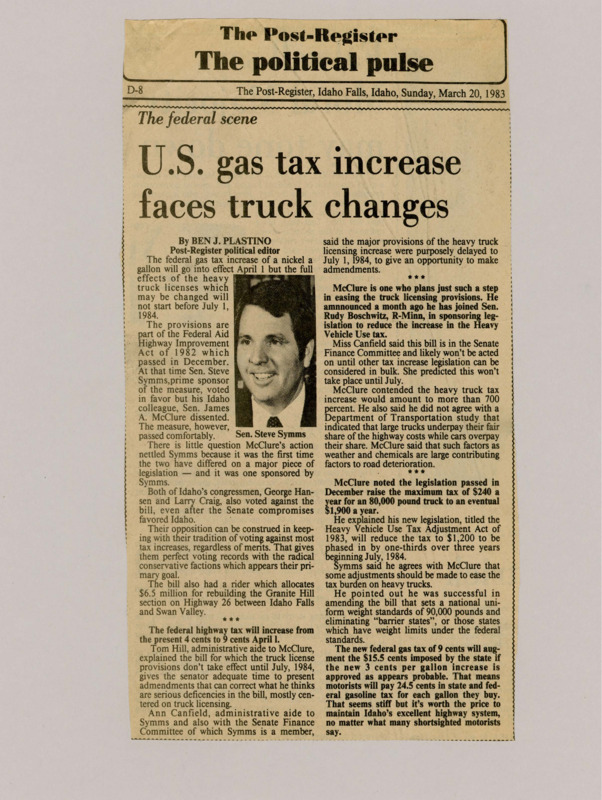 The Post-Register
The political pulse
D-8
The Post-Register, Idaho Falls, Idaho, Sunday, March 20, 1983
The federal scene
U.S. gas tax increase
faces truck changes
By BEN J. PLASTINO
Post-Register political editor
The federal gas tax increase of a nickel a
gallon will go into effect April 1 but the full
effects of the heavy
truck licenses which
may be changed will
not start before July 1,
1984.
The provisions are
part of the Federal Aid
Highway Improvement
Act of 1982 which
passed in December.
At that time Sen. Steve
Symms,prime sponsor
of the measure, voted
in favor but his Idaho
colleague, Sen. James
A. McClure dissented.
The measure, however,
passed comfortably.
Sen. Steve Symms
There is little question McClure's action
nettled Symms because it was the first time
the two have differed on a major piece of
legislation — and it was one sponsored by
Symms.
Both of Idaho's congressmen, George Han-
sen and Larry Craig, also voted against the
bill, even after the Senate compromises
favored Idaho.
Their opposition can be construed in keep-
ing with their tradition of voting against most
tax increases, regardless of merits. That gives
them perfect voting records with the radical
conservative factions which appears their pri-
mary goal.
The bill also had a rider which allocates
$6.5 million for rebuilding the Granite Hill
section on Highway 26 between Idaho Falls
and Swan Valley.
***
The federal highway tax will increase from
the present 4 cents to 9 cents April 1.
Tom Hill, administrative aide to McClure,
explained the bill for which the truck license
provisions don't take effect until July, 1984,
gives the senator adequate time to present
admendments that can correct what he thinks
are serious deficencies in the bill, mostly cen-
tered on truck licensing.
Ann Canfield, administrative aide to
Symms and also with the Senate Finance
Committee of which Symms is a member,
said the major provisions of the heavy truck
licensing increase were purposely delayed to
July 1, 1984, to give an opportunity to make
admendments.
***
McClure is one who plans just such a step
in easing the truck licensing provisions. He
amnnounced a month ago he has joined Sen.
Rudy Boschwitz, R-Minn, in sponsoring leg-
islation to reduce the increase in the Heavy
Vehicle Use tax.
Miss Canfield said this bill is in the Senate
Finance Committee and likely won't be acted
on until other tax increase legislation can be
considered in bulk. She predicted this won't
take place until July.
McClure contended the heavy truck tax
increase would amount to more than 700
percent. He also said he did not agree with a
Department of Transportation study that
indicated that large trucks underpay their fair
share of the highway costs while cars overpay
their share. McClure said that such factors as
weather and chemicals are large contributing
factors to road deterioration.
***
McClure noted the legislation passed in
December raise the maximum tax of $240 a
year for an 80,000 pound truck to an eventual
$1,900 a year.
He explained his new legislation, titled the
Heavy Vehicle Use Tax Adjustment Act of
1983, will reduce the tax to $1,200 to be
phased in by one-thirds over three years
beginning July, 1984.
Symms said he agrees with McClure that
some adjustments should be made to ease the
tax burden on heavy trucks.
He pointed out he was successful in
amending the bill that sets a national uni-
form weight standards of 90,000 pounds and
eliminating "barrier states", or those states
which have weight limits under the federal
standards.
The new federal gas tax of 9 cents will aug-
ment the $15.5 cents imposed by the state if
the new 3 cents per gallon increase is
approved as appears probable. That means
motorists will pay 24.5 cents in state and fed-
eral gasoline tax for each gallon they buy.
That seems stiff but it's worth the price to
maintain Idaho's excellent highway system,
no matter what many shortsighted motorists
say.